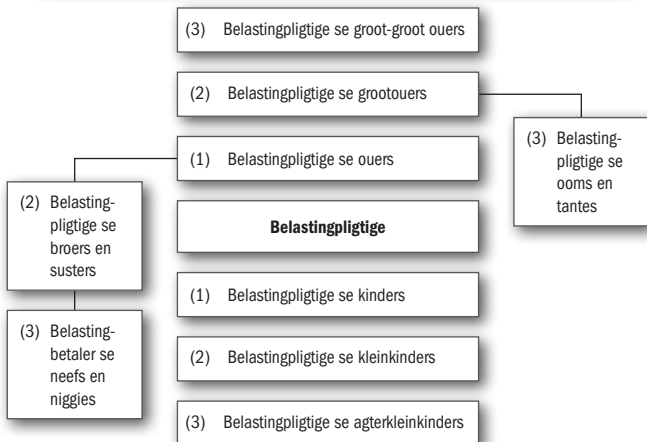 (3) Belastingpligtige se groot-groot ouers
(2) Belastingpligtige se grootouers
(3) Belasting-
pligtige se
ooms en
tantes
(1) Belastingpligtige se ouers
(2) Belasting-
pligtige se
broers en
susters
Belastingpligtige
(1) Belastingpligtige se kinders
(3) Belasting-
betaler se
neefs en
niggies
(2) Belastingpligtige se kleinkinders
(3) Belastingpligtige se agterkleinkinders